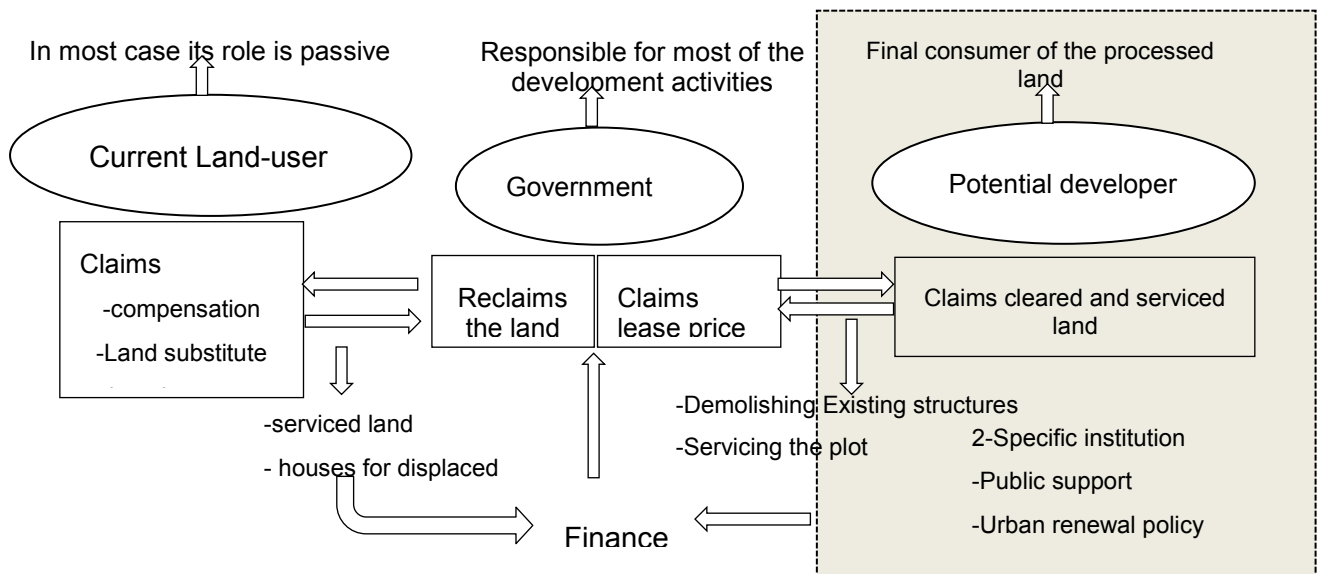 In most case its role is passive
Responsible for most of the
development activities
Final consumer of the processed
land
Current Land-user
Government
Potential developer
Claims
-compensation
-Land substitute
Reclaims
the land
Claims
lease price
Claims cleared and serviced
land
-serviced land
- houses for displaced
-Demolishing Existing structures
-Servicing the plot
2-Specific institution
-Public support
-Urban renewal policy
Finance